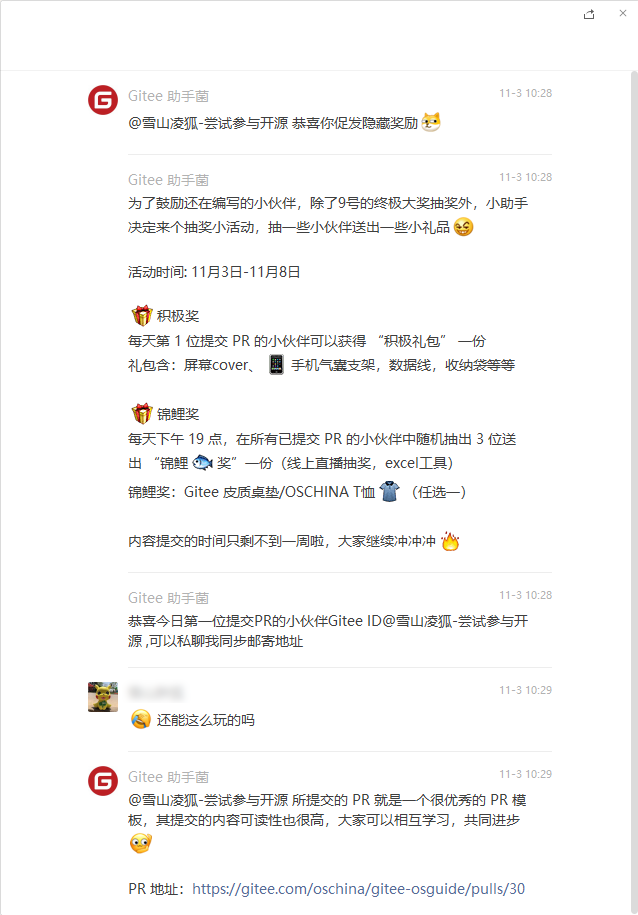 Gitee 助手菌
11-3 10:28
@雪山凌狐-尝试参与开源 恭喜你促发隐藏奖励
Gitee 助手菌
11-3 10:28
为了鼓励还在编写的小伙伴，除了9号的终极大奖抽奖外，小助手
决定来个抽奖小活动，抽一些小伙伴送出一些小礼品
活动时间: 11月3日-11月8日
积极奖
每天第 1 位提交 PR 的小伙伴可以获得 “积极礼包” 一份
礼包含：屏幕cover、 手机气囊支架，数据线，收纳袋等等
锦鲤奖
每天下午 19 点，在所有已提交 PR 的小伙伴中随机抽出 3 位送
出 “锦鲤 奖”一份（线上直播抽奖，excel工具）
锦鲤奖：Gitee 皮质桌垫/OSCHINA T恤 （任选一）
内容提交的时间只剩不到一周啦，大家继续冲冲冲
Gitee 助手菌
11-3 10:28
恭喜今日第一位提交PR的小伙伴Gitee ID@雪山凌狐-尝试参与开
源 ,可以私聊我同步邮寄地址
11-3 10:29
还能这么玩的吗
Gitee 助手菌
11-3 10:29
@雪山凌狐-尝试参与开源 所提交的 PR 就是一个很优秀的 PR 模
板，其提交的内容可读性也很高，大家可以相互学习，共同进步
PR 地址：https://gitee.com/oschina/gitee-osguide/pulls/30